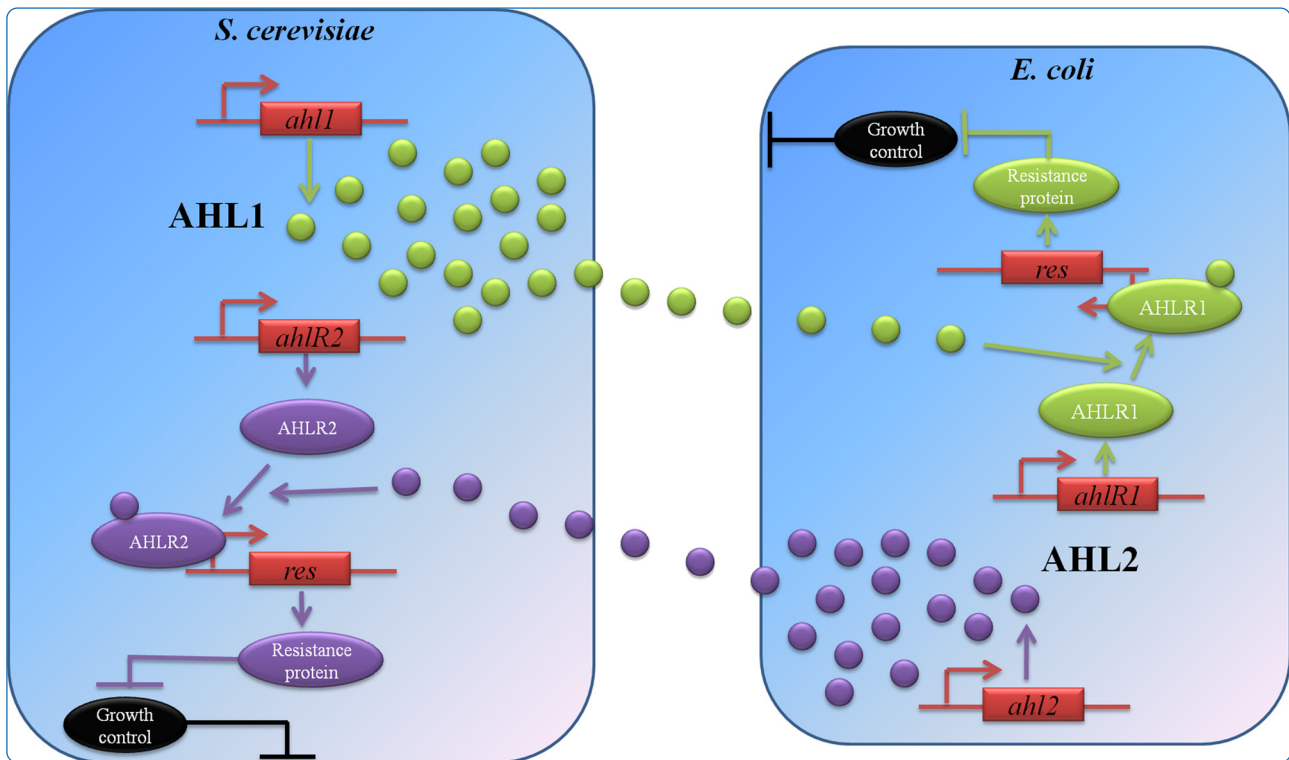 S. cerevisiae
ahl1
AHL1
ahlR2
AHLR2
AHLR2
res
Resistance
protein
Growth
control
E. coli
Growth
control
Resistance
protein
res
AHLR1
AHLR1
ahlR1
AHL2
ahl2